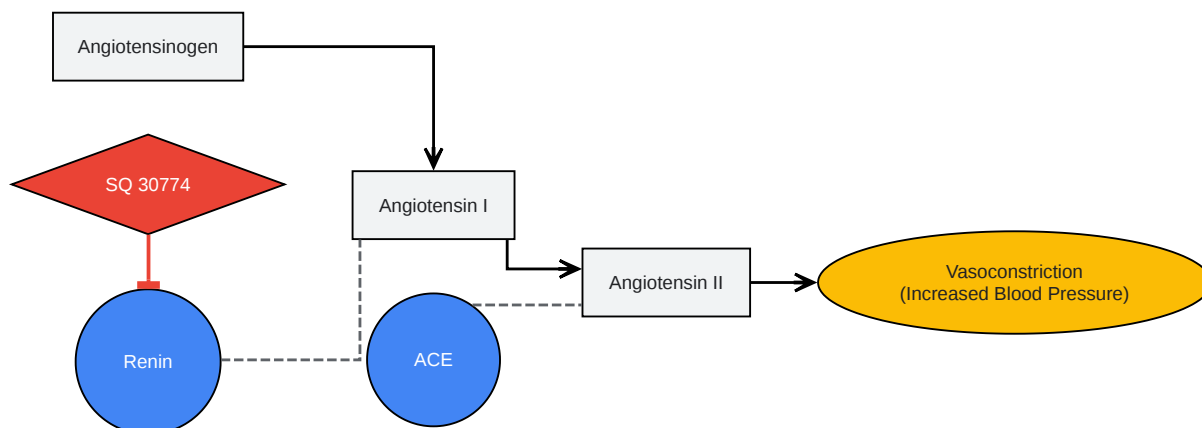 Angiotensinogen
SQ 30774
Angiotensin I
Angiotensin II
Vasoconstriction
(Increased Blood Pressure)
Renin
ACE